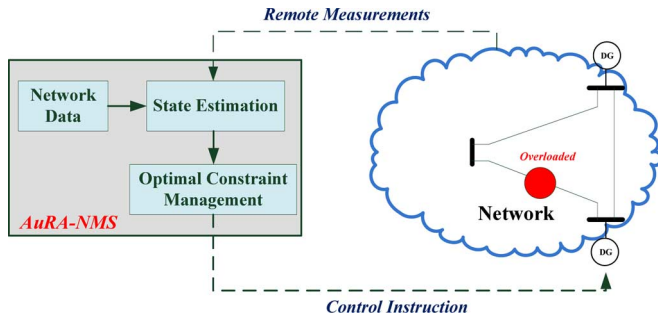 Remote Measurements
DG
Network
Data
State Estimation
Overloaded
Optimal Constraint
Management
Network
AuRA-NMS
DG
Control Instruction